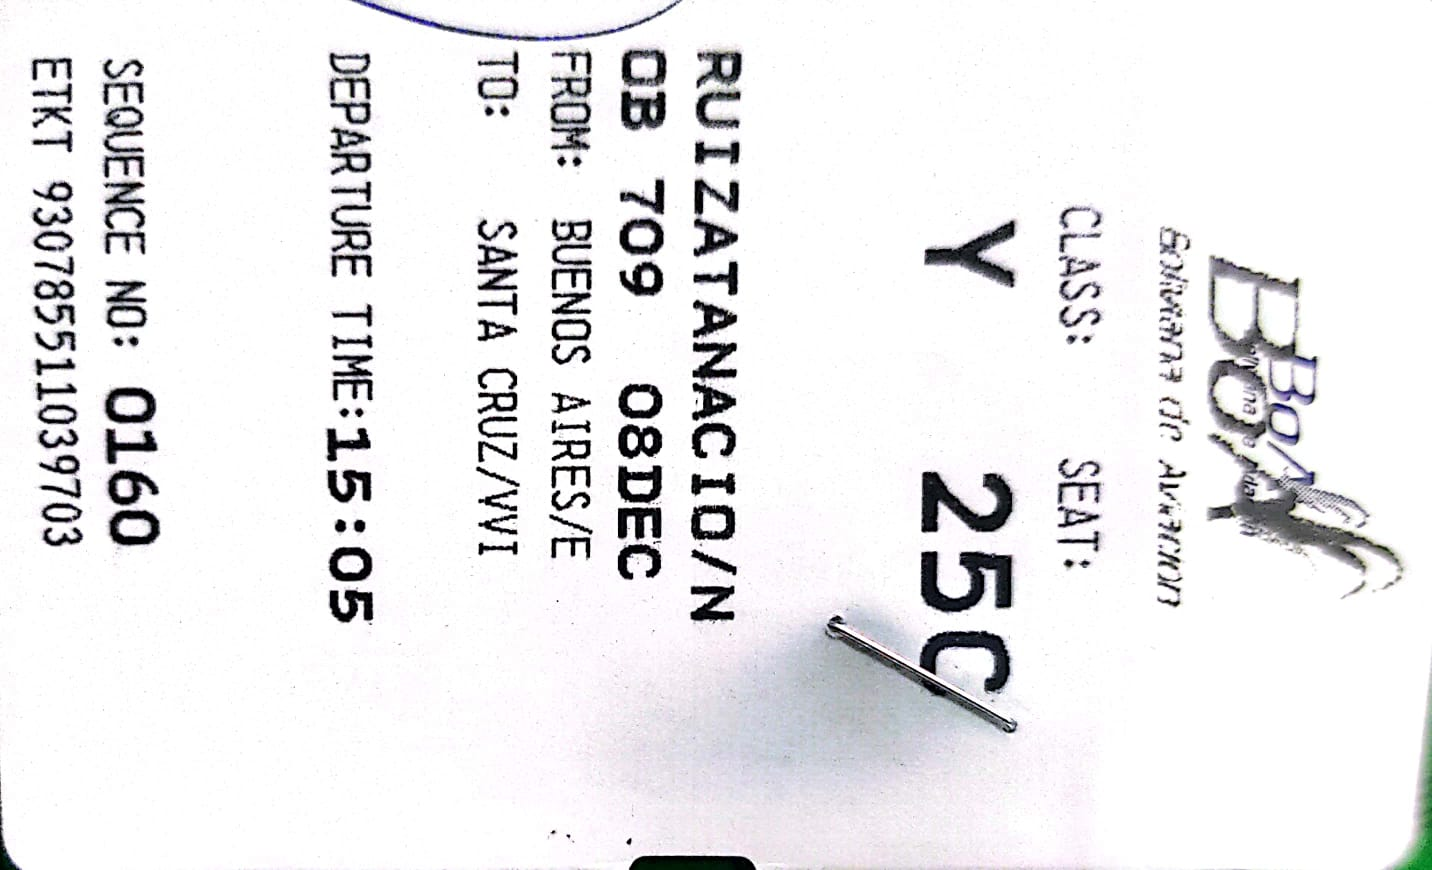 BoA
Boliviana de Aviación
CLASS: SEAT:
Y 25C
RUIZATANACIO/N
OB 709 08DEC
FROM: BUENOS AIRES/E
TO: SANTA CRUZ/VVI
DEPARTURE TIME:15:05
SEQUENCE NO: 0160
ETKT 930785511039703